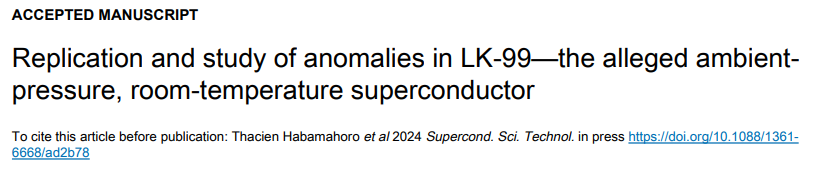 ACCEPTED MANUSCRIPT
Replication and study of anomalies in LK-99—the alleged ambient-
pressure, room-temperature superconductor
To cite this article before publication: Thacien Habamahoro et al 2024 Supercond. Sci. Technol. in press https://doi.org/10.1088/1361-
6668/ad2b78